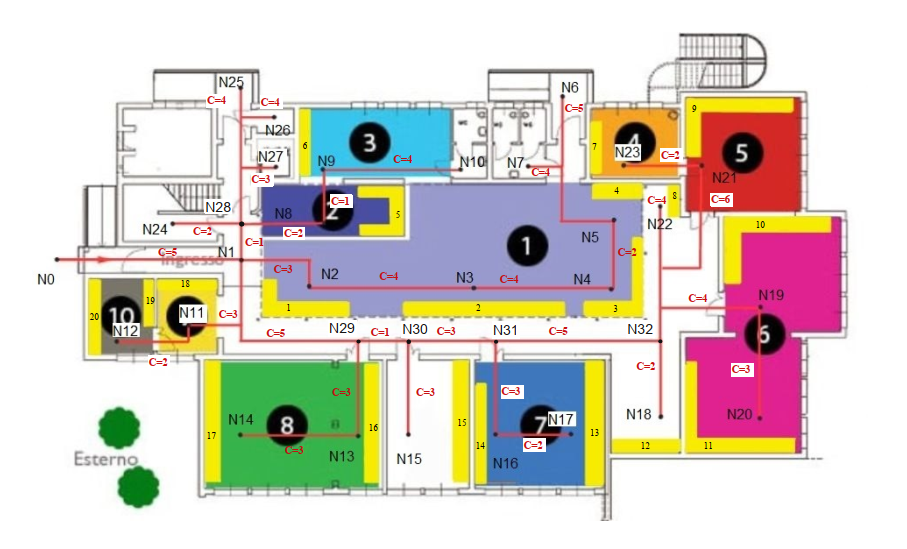 N25
N6
C=4
C=4
C=5
9
N26
3
4
5
6
7
N27
N9
C=4
N10
N7
N23
C=2
C=3
C=4
N21
N28
N8
C=1
2
4
8
C=4
C=6
N24
C=2
C=2
5
N22
10
C=1
1
N5
C=5
N1
C=2
ingresso
C=3
N0
N2
C=4
N3
C=4
N4
20
19
18
C=4
N19
10
N11
C=3
1
2
3
N12
C=5
N29
C=1
N30
C=3
N31
C=5
N32
6
C=2
C=2
C=3
C=3
C=3
C=3
N14
8
15
7
N17
N18
N20
17
C=3
N13
16
N15
14
C=2
13
12
11
N16
Esterno